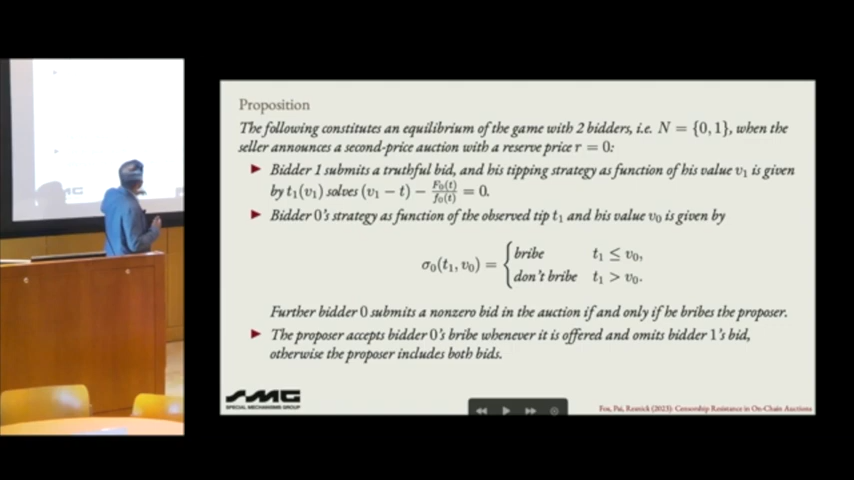 Proposition
The following constitutes an equilibrium of the game with 2 bidders, i.e. N = {0, 1}, when the
seller announces a second-price auction with a reserve price r = 0:
▶ Bidder 1 submits a truthful bid, and his tipping strategy as function of his value v₁ is given
by t₁(v₁) solves (v₁ − t) − F₀(t)/f₀(t) = 0.
▶ Bidder 0's strategy as function of the observed tip t₁ and his value v₀ is given by
σ₀(t₁, v₀) = { bribe t₁ ≤ v₀,
don't bribe t₁ > v₀.
Further bidder 0 submits a nonzero bid in the auction if and only if he bribes the proposer.
▶ The proposer accepts bidder 0's bribe whenever it is offered and omits bidder 1's bid,
otherwise the proposer includes both bids.
SMG
SPECIAL MECHANISMS GROUP
Fox, Pai, Resnick (2023): Censorship Resistance in On-Chain Auctions